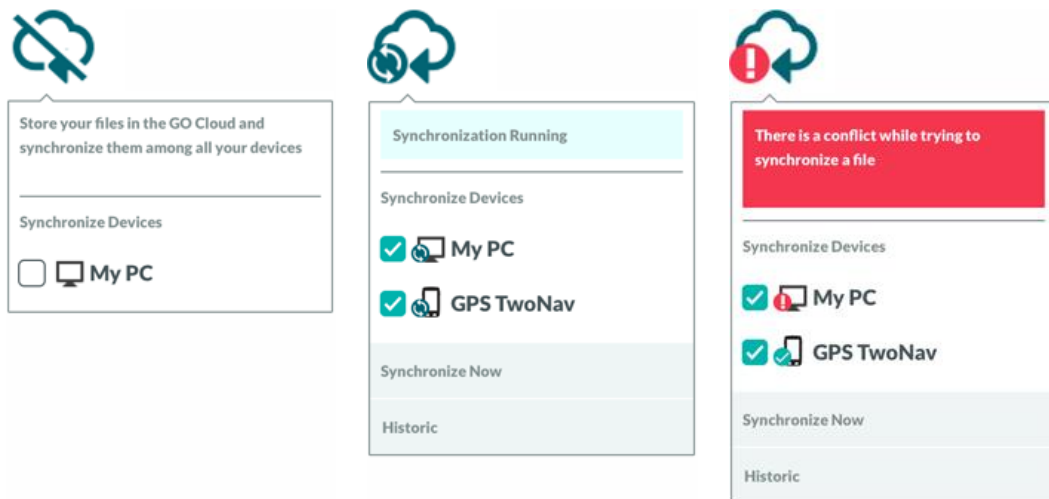 Store your files in the GO Cloud and
synchronize them among all your devices
Synchronize Devices
My PC
Synchronization Running
Synchronize Devices
My PC
GPS TwoNav
Synchronize Now
Historic
There is a conflict while trying to
synchronize a file
Synchronize Devices
My PC
GPS TwoNav
Synchronize Now
Historic